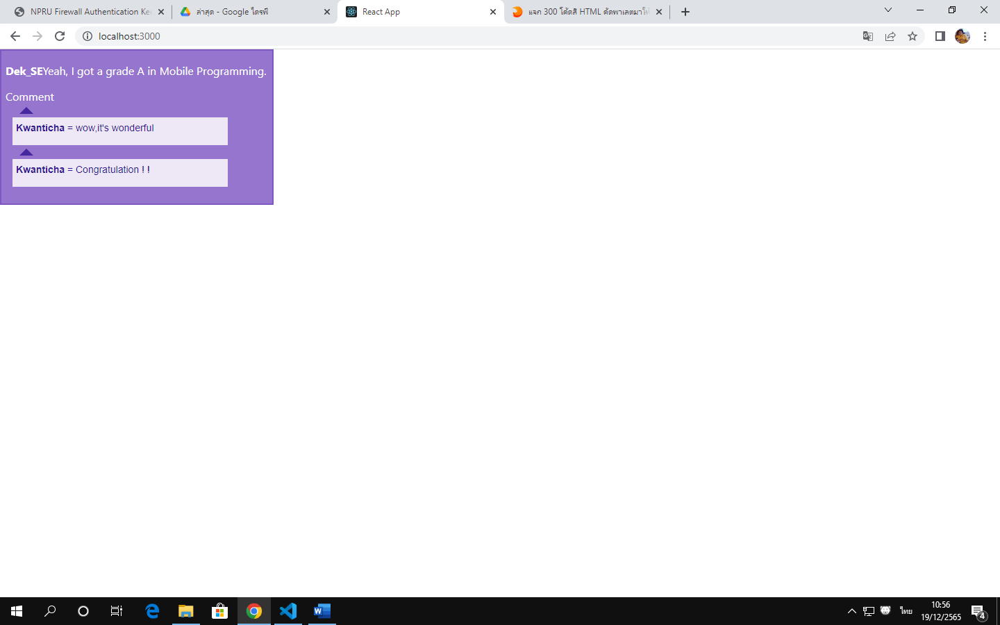 NPRU Firewall Authentication Ke
ล่าสุด - Google ไดรฟ์
React App
แจก 300 โค้ดสี HTML คัดพาเลตมาให้
localhost:3000
Dek_SEYeah, I got a grade A in Mobile Programming.
Comment
Kwanticha = wow,it's wonderful
Kwanticha = Congratulation ! !
ไทย
10:56
19/12/2565
4